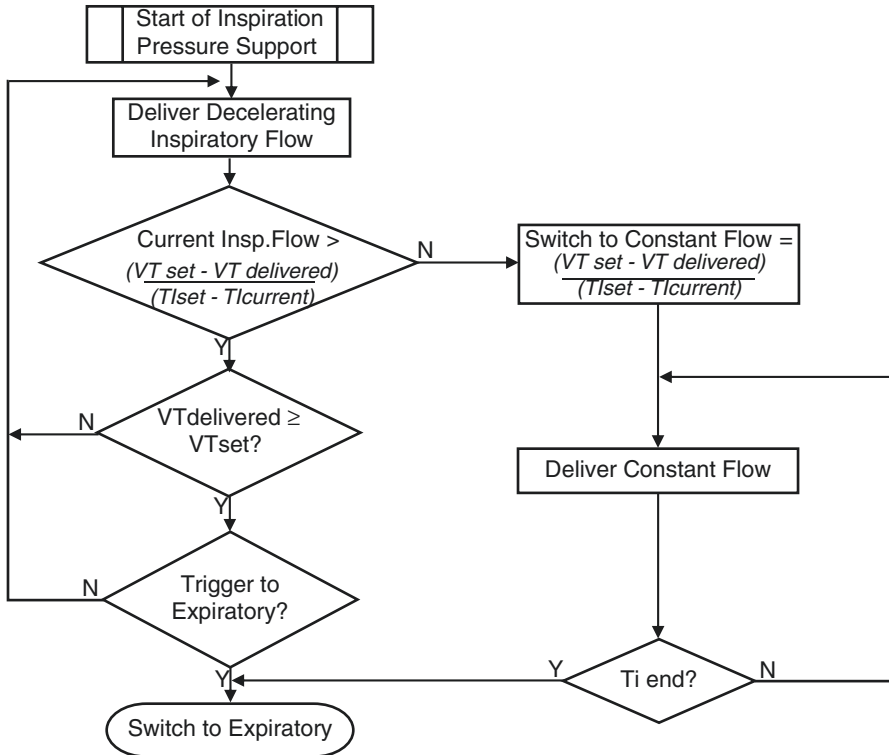 Start of Inspiration
Pressure Support
Deliver Decelerating
Inspiratory Flow
Current Insp.Flow >
(VT set - VT delivered)
(TIset - TIcurrent)
N
Switch to Constant Flow =
(VT set - VT delivered)
(TIset - TIcurrent)
Y
VTdelivered ≥
VTset?
N
Y
Deliver Constant Flow
Trigger to
Expiratory?
N
Y
Ti end?
Y
N
Switch to Expiratory